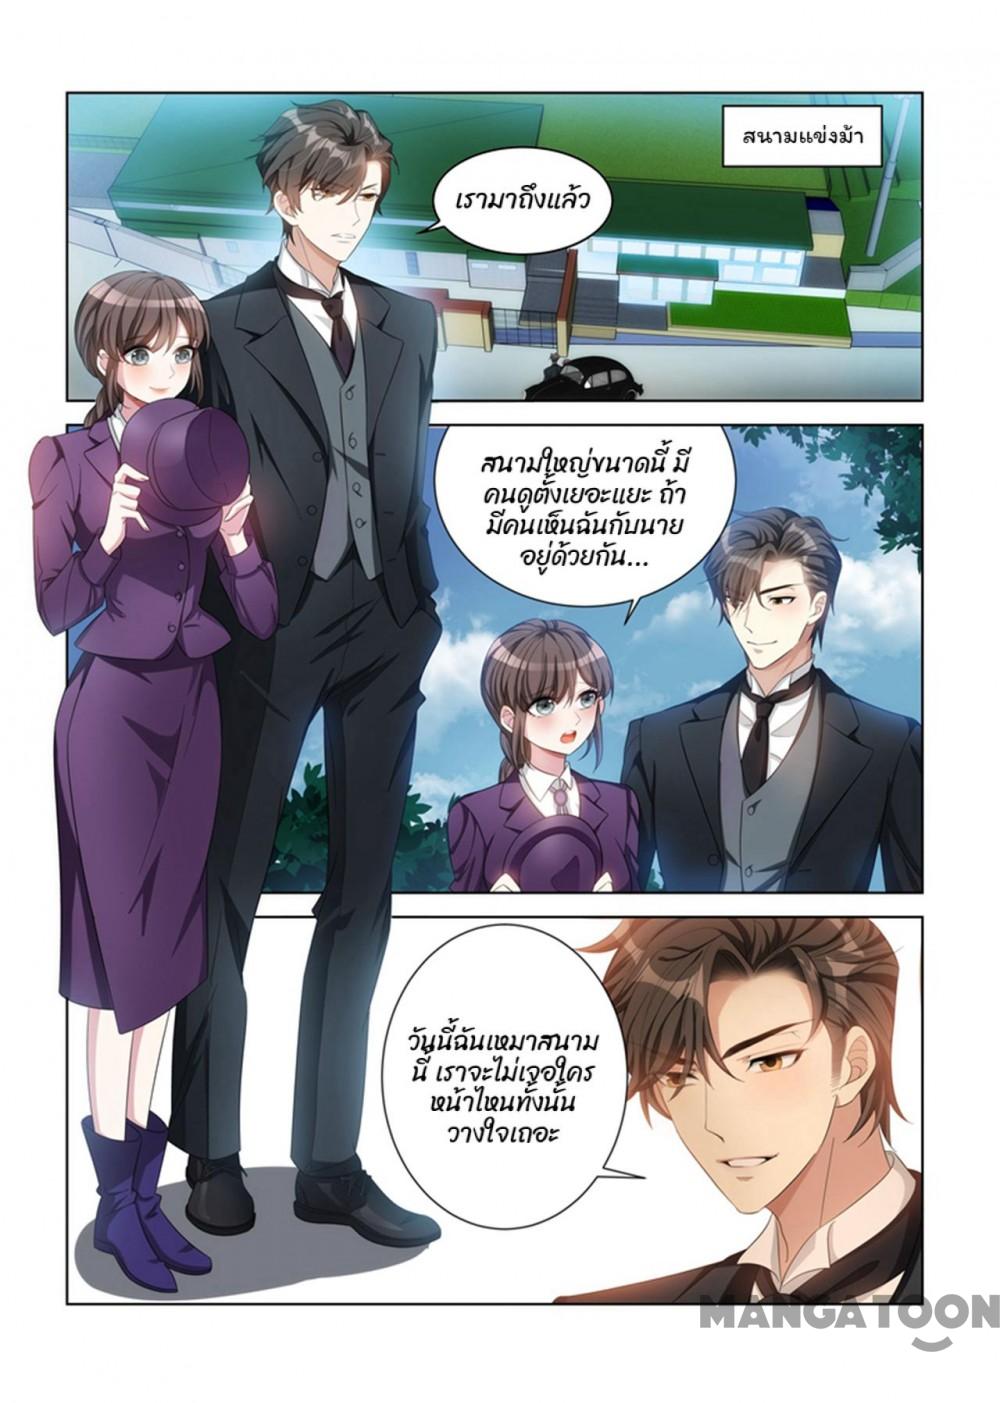 สนามแข่งม้า
เรามาถึงแล้ว
สนามใหญ่ขนาดนี้ มี
คนดูตั้งเยอะแยะ ถ้า
มีคนเห็นฉันกับนาย
อยู่ด้วยกัน...
วันนี้ฉันเหมาสนาม
นี้ เราจะไม่เจอใคร
หน้าไหนทั้งนั้น
วางใจเถอะ
MANGATOON